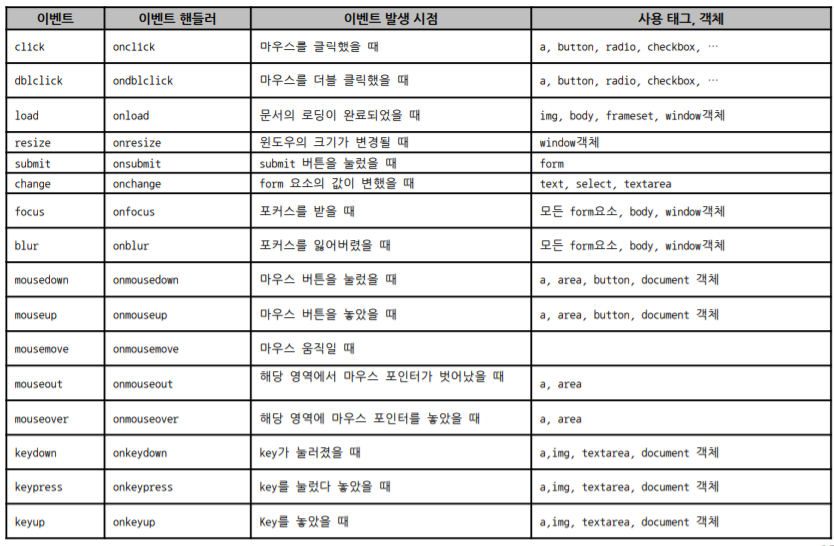 이벤트 이벤트 핸들러 이벤트 발생 시점 사용 태그, 객체
click onclick 마우스를 클릭했을 때 a, button, radio, checkbox, …
dblclick ondblclick 마우스를 더블 클릭했을 때 a, button, radio, checkbox, …
load onload 문서의 로딩이 완료되었을 때 img, body, frameset, window객체
resize onresize 윈도우의 크기가 변경될 때 window객체
submit onsubmit submit 버튼을 눌렀을 때 form
change onchange form 요소의 값이 변했을 때 text, select, textarea
focus onfocus 포커스를 받을 때 모든 form요소, body, window객체
blur onblur 포커스를 잃어버렸을 때 모든 form요소, body, window객체
mousedown onmousedown 마우스 버튼을 눌렀을 때 a, area, button, document 객체
mouseup onmouseup 마우스 버튼을 놓았을 때 a, area, button, document 객체
mousemove onmousemove 마우스 움직일 때
mouseout onmouseout 해당 영역에서 마우스 포인터가 벗어났을 때 a, area
mouseover onmouseover 해당 영역에 마우스 포인터를 놓았을 때 a, area
keydown onkeydown key가 눌러졌을 때 a,img, textarea, document 객체
keypress onkeypress key를 눌렀다 놓았을 때 a,img, textarea, document 객체
keyup onkeyup Key를 놓았을 때 a,img, textarea, document 객체